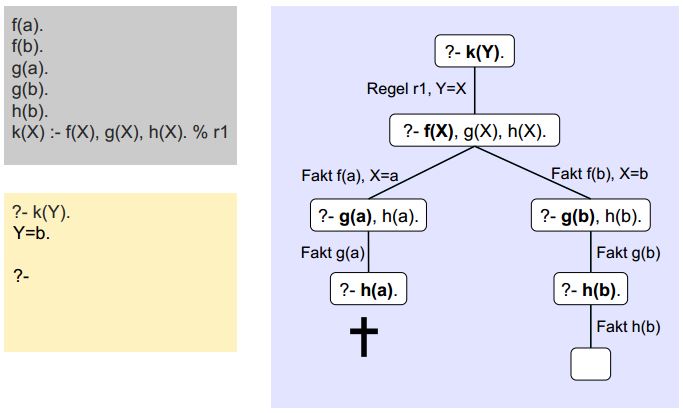 f(a).
f(b).
g(a).
g(b).
h(b).
k(X) :- f(X), g(X), h(X). % r1
?- k(Y).
Y=b.
?-
?- k(Y).
Regel r1, Y=X
?- f(X), g(X), h(X).
Fakt f(a), X=a
Fakt f(b), X=b
?- g(a), h(a).
?- g(b), h(b).
Fakt g(a)
Fakt g(b)
?- h(a).
?- h(b).
Fakt h(b)